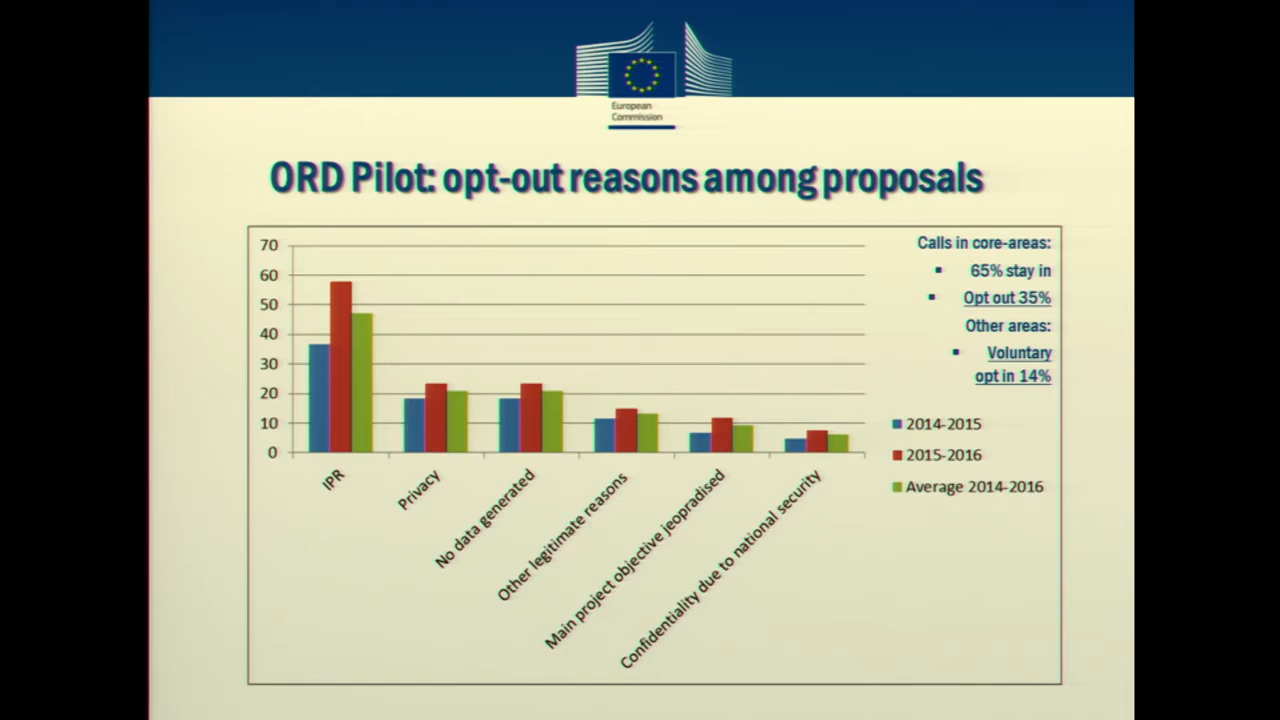 European
Commission
ORD Pilot: opt-out reasons among proposals
70
60
50
40
30
20
10
0
IPR
Privacy
No data generated
Other legitimate reasons
Main project objective jeopradised
Confidentiality due to national security
Calls in core-areas:
▪ 65% stay in
▪ Opt out 35%
Other areas:
▪ Voluntary
opt in 14%
2014-2015
2015-2016
Average 2014-2016